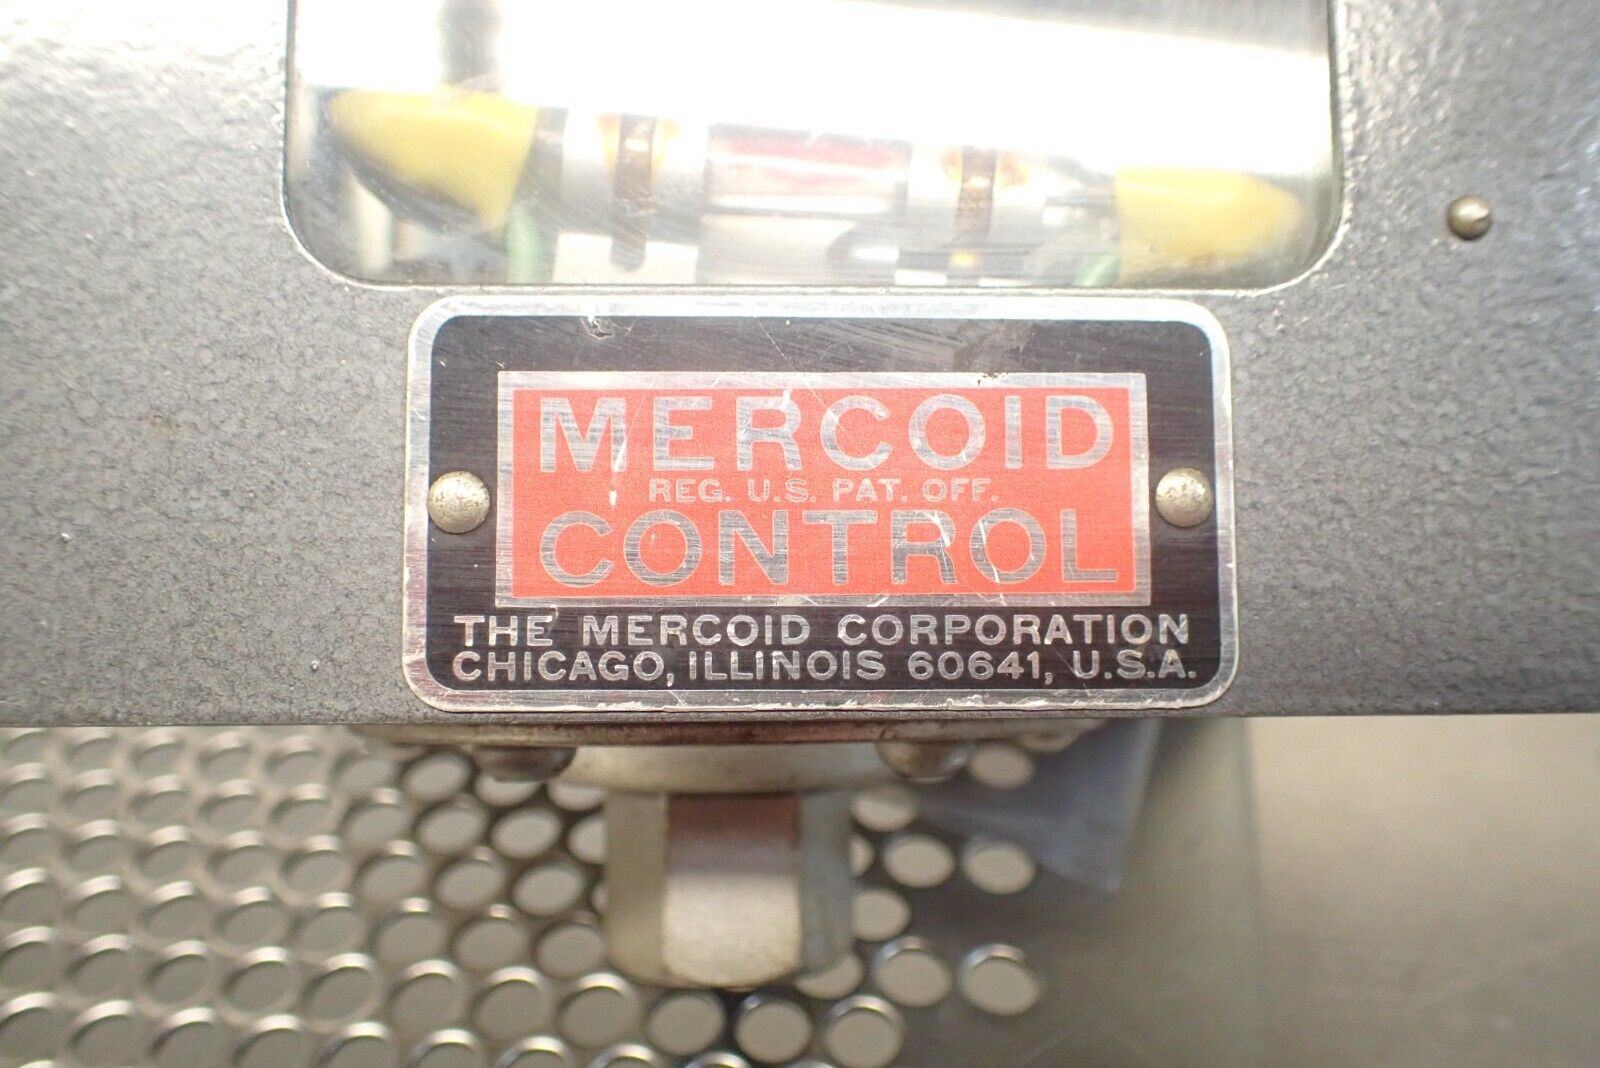 MERCOID
REG. U.S. PAT. OFF.
CONTROL
THE MERCOID CORPORATION
CHICAGO, ILLINOIS 60641, U.S.A.